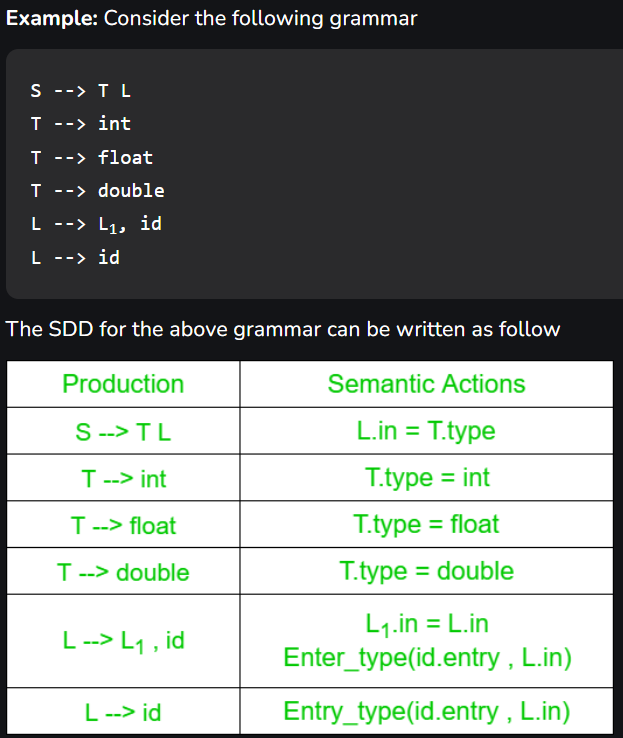 Example: Consider the following grammar
S --> T L
T --> int
T --> float
T --> double
L --> L₁, id
L --> id
The SDD for the above grammar can be written as follow
Production Semantic Actions
S --> T L L.in = T.type
T --> int T.type = int
T --> float T.type = float
T --> double T.type = double
L --> L₁ , id L₁.in = L.in
Enter_type(id.entry , L.in)
L --> id Entry_type(id.entry , L.in)